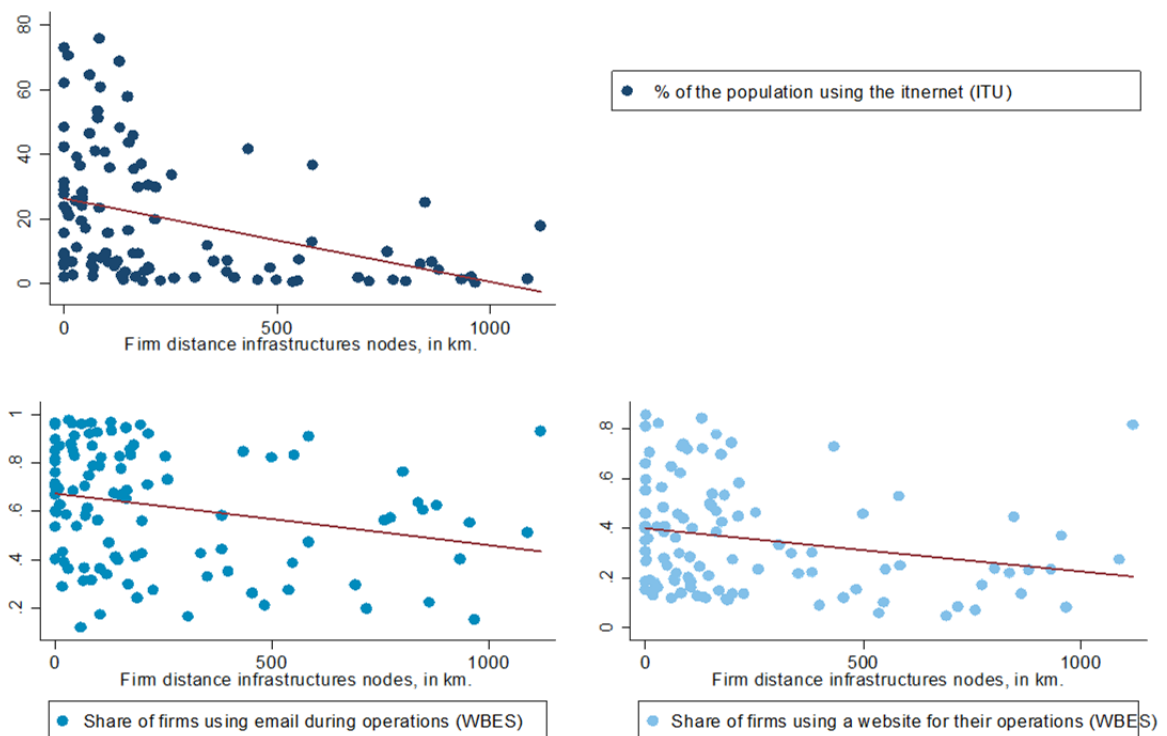 80
60
40
20
0
0 500 1000
Firm distance infrastructures nodes, in km.
% of the population using the itnernet (ITU)
1
.8
.6
.4
.2
0 500 1000
Firm distance infrastructures nodes, in km.
Share of firms using email during operations (WBES)
.8
.6
.4
.2
0
0 500 1000
Firm distance infrastructures nodes, in km.
Share of firms using a website for their operations (WBES)